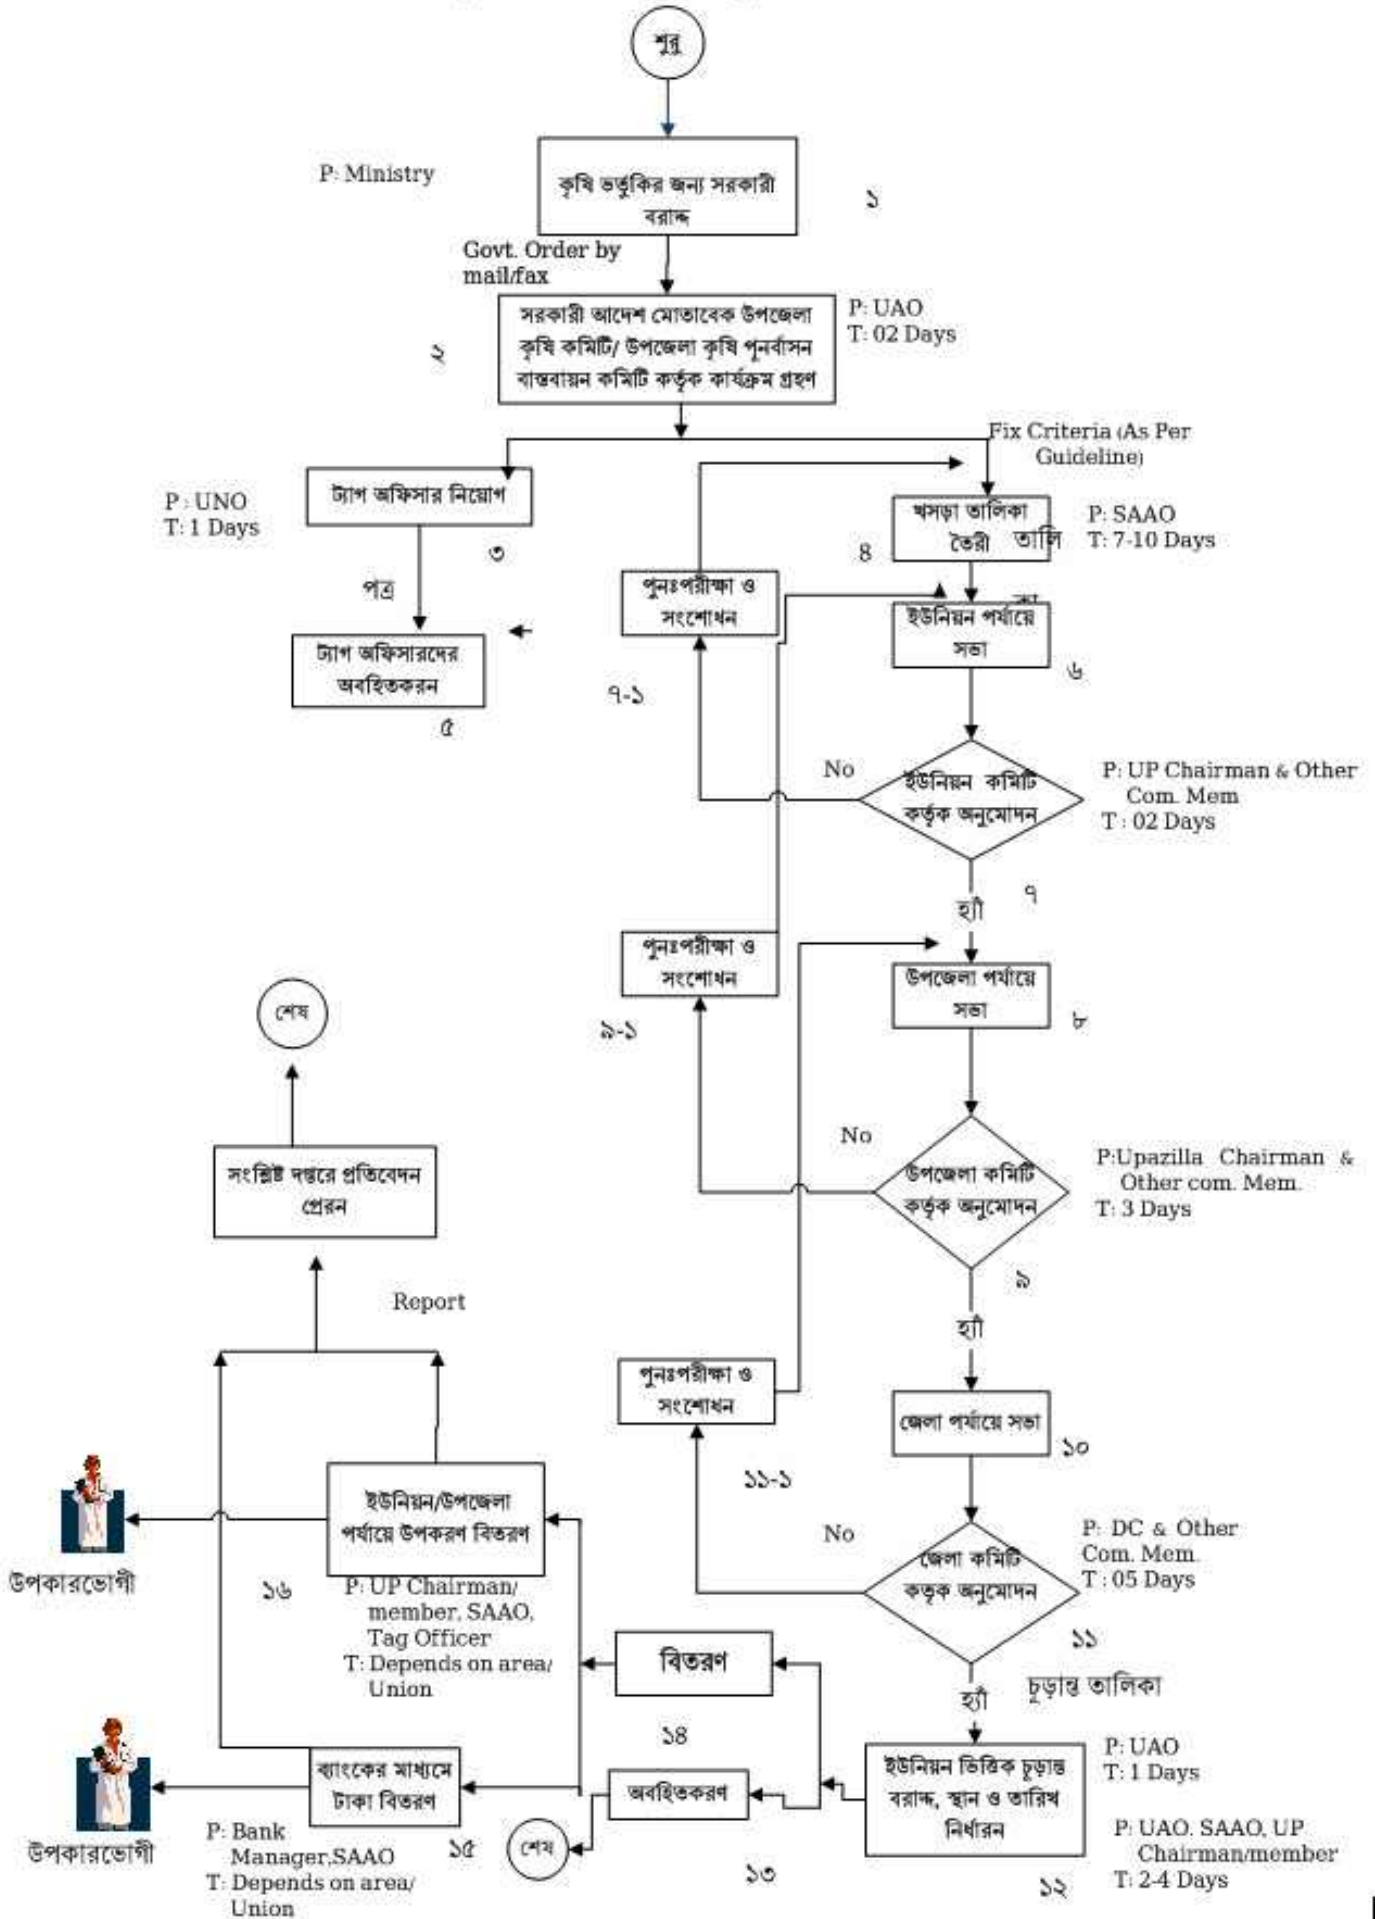 শুরু
P: Ministry
কৃষি ভর্তুকির জন্য সরকারী
বরাদ্দ
১
Govt. Order by
mail/fax
সরকারী আদেশ মোতাবেক উপজেলা
কৃষি কমিটি/ উপজেলা কৃষি পুনর্বাসন
বাস্তবায়ন কমিটি কর্তৃক কার্যক্রম গ্রহণ
২
P: UAO
T: 02 Days
Fix Criteria (As Per
Guideline)
ট্যাগ অফিসার নিয়োগ
P : UNO
T: 1 Days
৩
পত্র
ট্যাগ অফিসারদের
অবহিতকরন
৫
খসড়া তালিকা
তৈরী
তালি
P: SAAO
T: 7-10 Days
৪
পুনঃপরীক্ষা ও
সংশোধন
৭-১
ইউনিয়ন পর্যায়ে
সভা
৬
No
ইউনিয়ন কমিটি
কর্তৃক অনুমোদন
P: UP Chairman & Other
Com. Mem
T : 02 Days
৭
হ্যাঁ
পুনঃপরীক্ষা ও
সংশোধন
৯-১
উপজেলা পর্যায়ে
সভা
৮
শেষ
No
উপজেলা কমিটি
কর্তৃক অনুমোদন
P:Upazilla Chairman &
Other com. Mem.
T: 3 Days
৯
হ্যাঁ
সংশ্লিষ্ট দপ্তরে প্রতিবেদন
প্রেরন
Report
পুনঃপরীক্ষা ও
সংশোধন
১১-১
জেলা পর্যায়ে সভা
১০
No
জেলা কমিটি
কতৃক অনুমোদন
P: DC & Other
Com. Mem.
T : 05 Days
১১
হ্যাঁ
চূড়ান্ত তালিকা
ইউনিয়ন/উপজেলা
পর্যায়ে উপকরণ বিতরণ
উপকারভোগী
১৬
P: UP Chairman/
member, SAAO,
Tag Officer
T: Depends on area/
Union
বিতরণ
১৪
ইউনিয়ন ভিত্তিক চূড়ান্ত
বরাদ্দ, স্থান ও তারিখ
নির্ধারন
P: UAO
T: 1 Days
P: UAO. SAAO, UP
Chairman/member
T: 2-4 Days
১২
অবহিতকরণ
১৩
শেষ
ব্যাংকের মাধ্যমে
টাকা বিতরণ
১৫
উপকারভোগী
P: Bank
Manager,SAAO
T: Depends on area/
Union